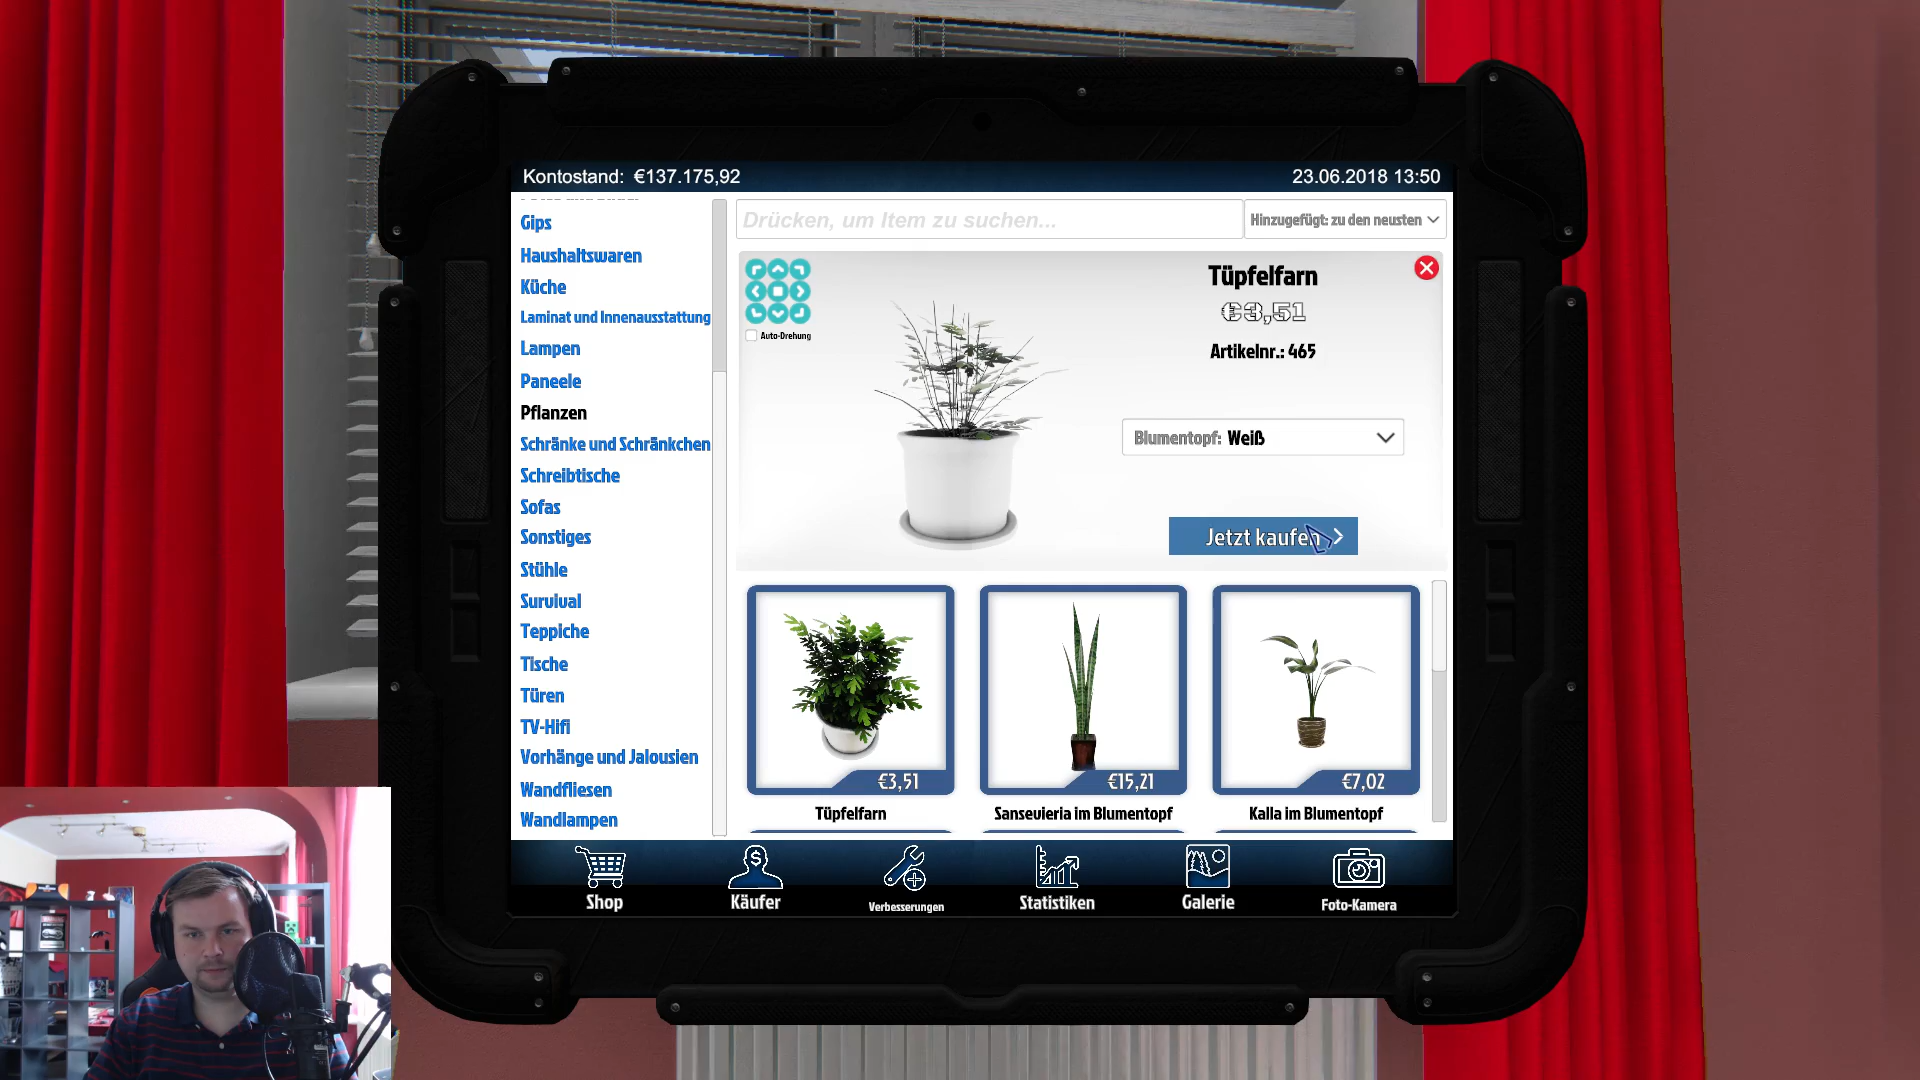 Kontostand: €137.175,92
23.06.2018 13:50
Gips
Haushaltswaren
Küche
Laminat und Innenausstattung
Lampen
Paneele
Pflanzen
Schränke und Schränkchen
Schreibtische
Sofas
Sonstiges
Stühle
Survival
Teppiche
Tische
Türen
TV-Hifi
Vorhänge und Jalousien
Wandfliesen
Wandlampen
Drücken, um Item zu suchen...
Hinzugefügt: zu den neusten
Auto-Drehung
Tüpfelfarn
€3,51
Artikelnr.: 465
Blumentopf: Weiß
Jetzt kaufen
€3,51
Tüpfelfarn
€15,21
Sansevieria im Blumentopf
€7,02
Kalla im Blumentopf
Shop
Käufer
Verbesserungen
Statistiken
Galerie
Foto-Kamera